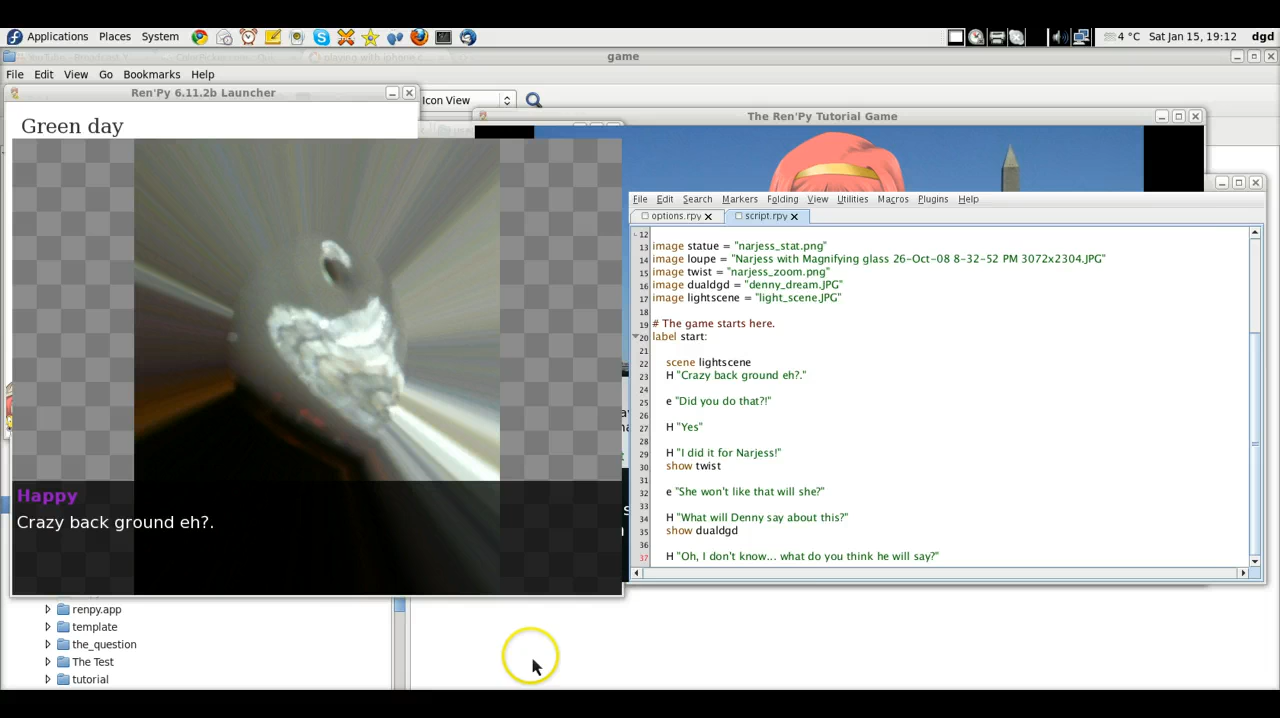 Applications Places System
4 °C Sat Jan 15, 19:12 dgd
game
File Edit View Go Bookmarks Help
Ren'Py 6.11.2b Launcher
Icon View
Green day
The Ren'Py Tutorial Game
File Edit Search Markers Folding View Utilities Macros Plugins Help
options.rpy script.rpy
12
13 image statue = "narjess_stat.png"
14 image loupe = "Narjess with Magnifying glass 26-Oct-08 8-32-52 PM 3072x2304.JPG"
15 image twist = "narjess_zoom.png"
16 image dualdgd = "denny_dream.JPG"
17 image lightscene = "light_scene.JPG"
18
19 # The game starts here.
20 label start:
21
22 scene lightscene
23 H "Crazy back ground eh?."
24
25 e "Did you do that?!"
26
27 H "Yes"
28
29 H "I did it for Narjess!"
30 show twist
31
32 e "She won't like that will she?"
33
34 H "What will Denny say about this?"
35 show dualdgd
36
37 H "Oh, I don't know... what do you think he will say?"
Happy
Crazy back ground eh?.
renpy.app
template
the_question
The Test
tutorial